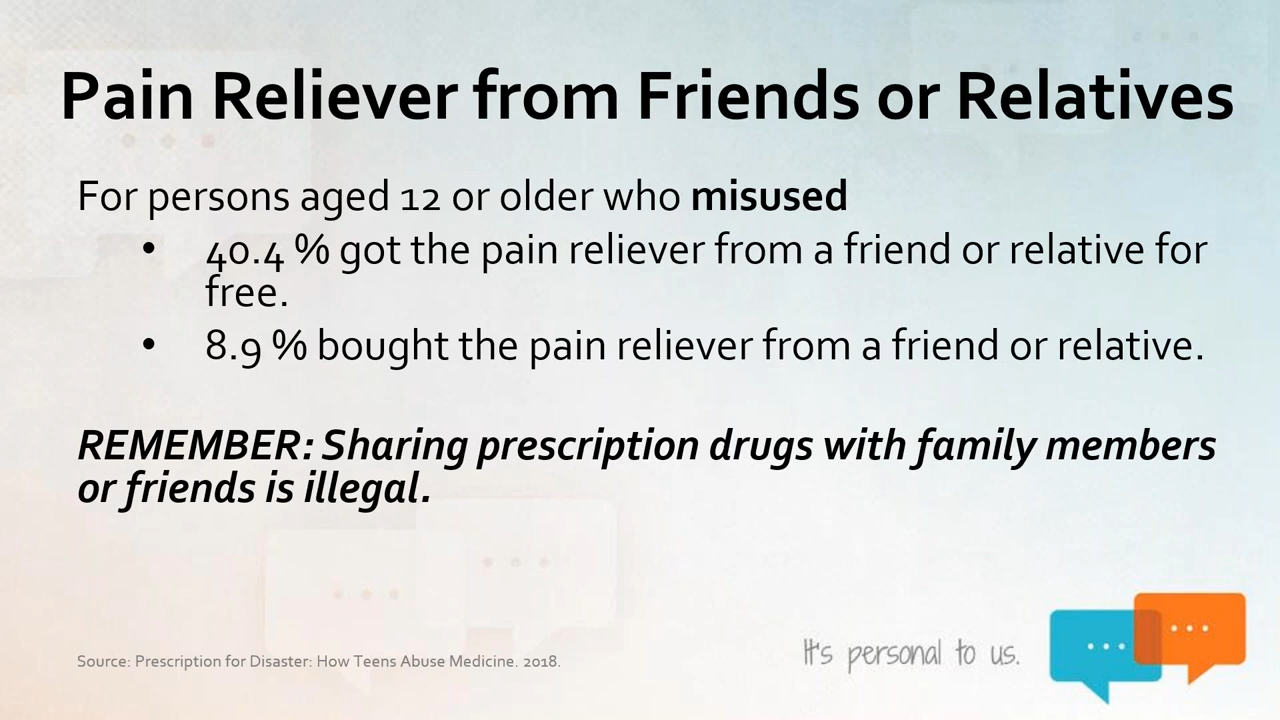 Pain Reliever from Friends or Relatives
For persons aged 12 or older who misused
• 40.4 % got the pain reliever from a friend or relative for
free.
• 8.9 % bought the pain reliever from a friend or relative.
REMEMBER: Sharing prescription drugs with family members
or friends is illegal.
Source: Prescription for Disaster: How Teens Abuse Medicine. 2018.
It's personal to us.